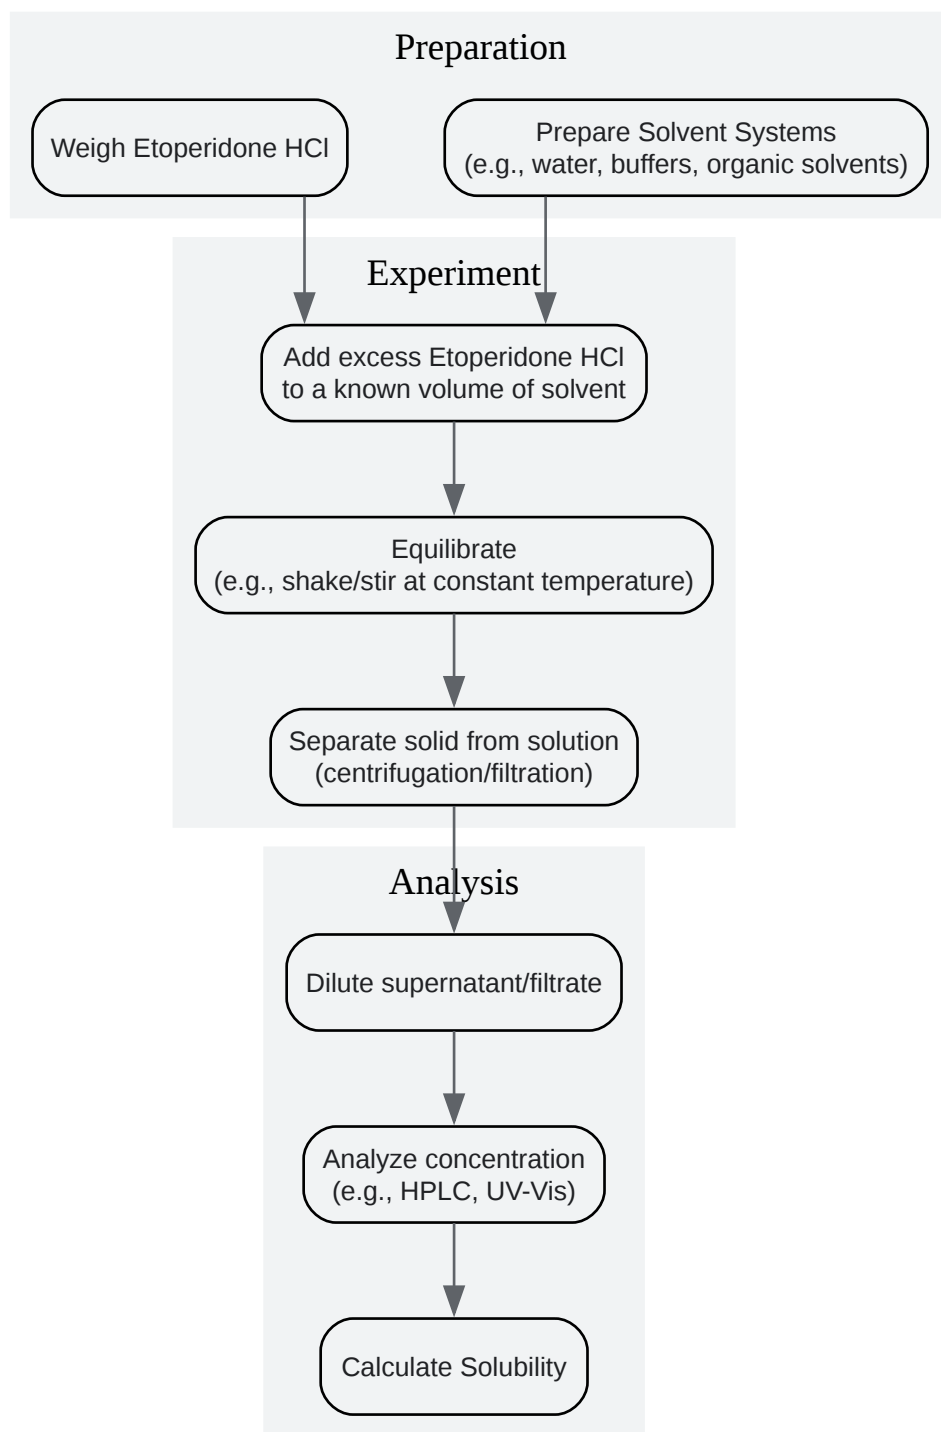 Preparation
Weigh Etoperidone HCl
Prepare Solvent Systems
(e.g., water, buffers, organic solvents)
Experiment
Add excess Etoperidone HCl
to a known volume of solvent
Equilibrate
(e.g., shake/stir at constant temperature)
Separate solid from solution
(centrifugation/filtration)
Analysis
Dilute supernatant/filtrate
Analyze concentration
(e.g., HPLC, UV-Vis)
Calculate Solubility